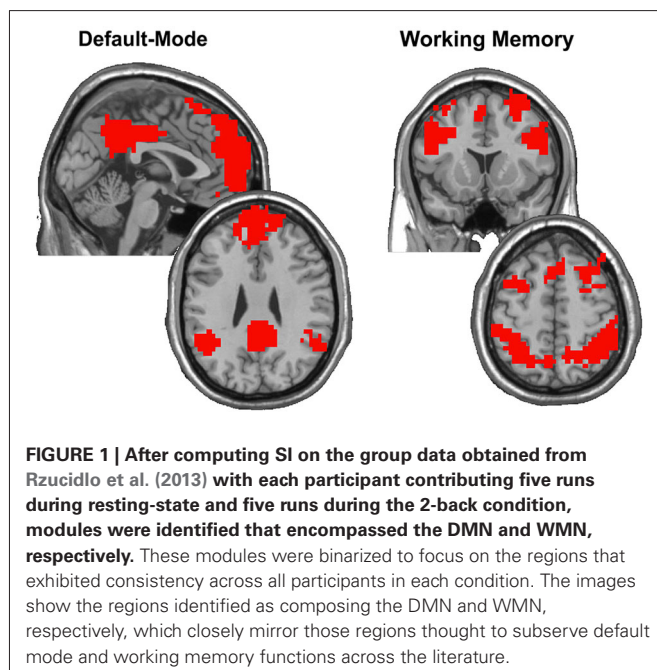 Default-Mode
Working Memory
FIGURE 1 | After computing SI on the group data obtained from
Rzucidlo et al. (2013) with each participant contributing five runs
during resting-state and five runs during the 2-back condition,
modules were identified that encompassed the DMN and WMN,
respectively. These modules were binarized to focus on the regions that
exhibited consistency across all participants in each condition. The images
show the regions identified as composing the DMN and WMN,
respectively, which closely mirror those regions thought to subserve default
mode and working memory functions across the literature.